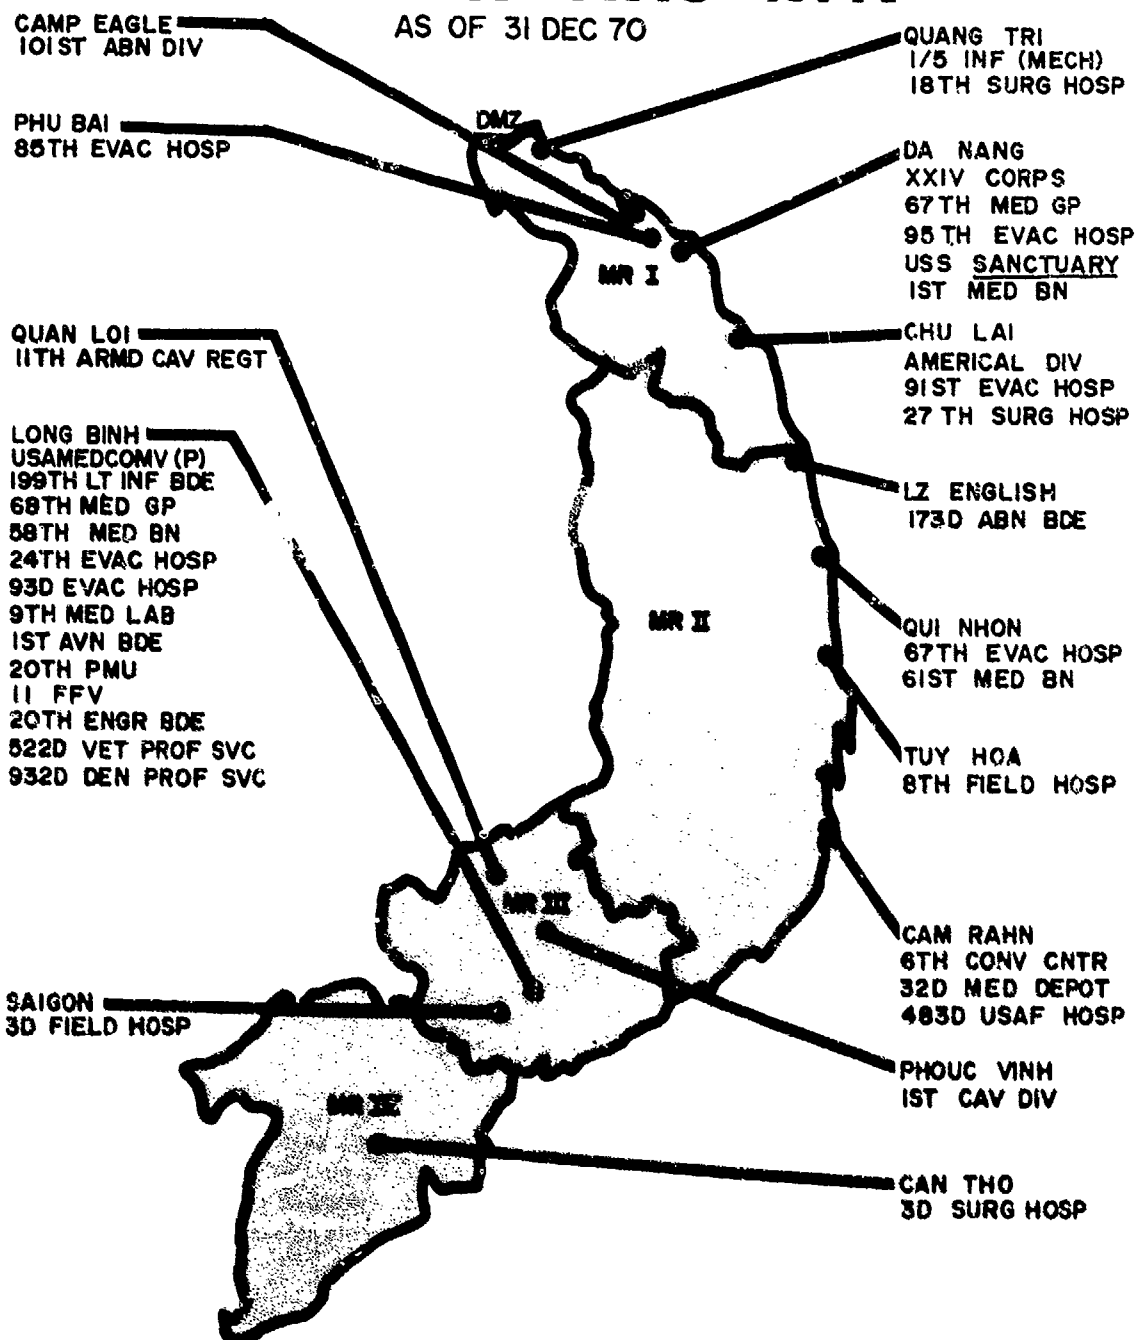 AS OF 31 DEC 70
CAMP EAGLE
101ST ABN DIV
PHU BAI
85TH EVAC HOSP
QUAN LOI
11TH ARMD CAV REGT
LONG BINH
USAMEDCOMV (P)
199TH LT INF BDE
68TH MED GP
58TH MED BN
24TH EVAC HOSP
93D EVAC HOSP
9TH MED LAB
1ST AVN BDE
20TH PMU
11 FFV
20TH ENGR BDE
522D VET PROF SVC
932D DEN PROF SVC
SAIGON
3D FIELD HOSP
DMZ
MR I
MR II
MR III
MR IV
QUANG TRI
1/5 INF (MECH)
18TH SURG HOSP
DA NANG
XXIV CORPS
67TH MED GP
95TH EVAC HOSP
USS SANCTUARY
1ST MED BN
CHU LAI
AMERICAL DIV
91ST EVAC HOSP
27TH SURG HOSP
LZ ENGLISH
173D ABN BDE
QUI NHON
67TH EVAC HOSP
61ST MED BN
TUY HOA
8TH FIELD HOSP
CAM RAHN
6TH CONV CNTR
32D MED DEPOT
483D USAF HOSP
PHOUC VINH
1ST CAV DIV
CAN THO
3D SURG HOSP